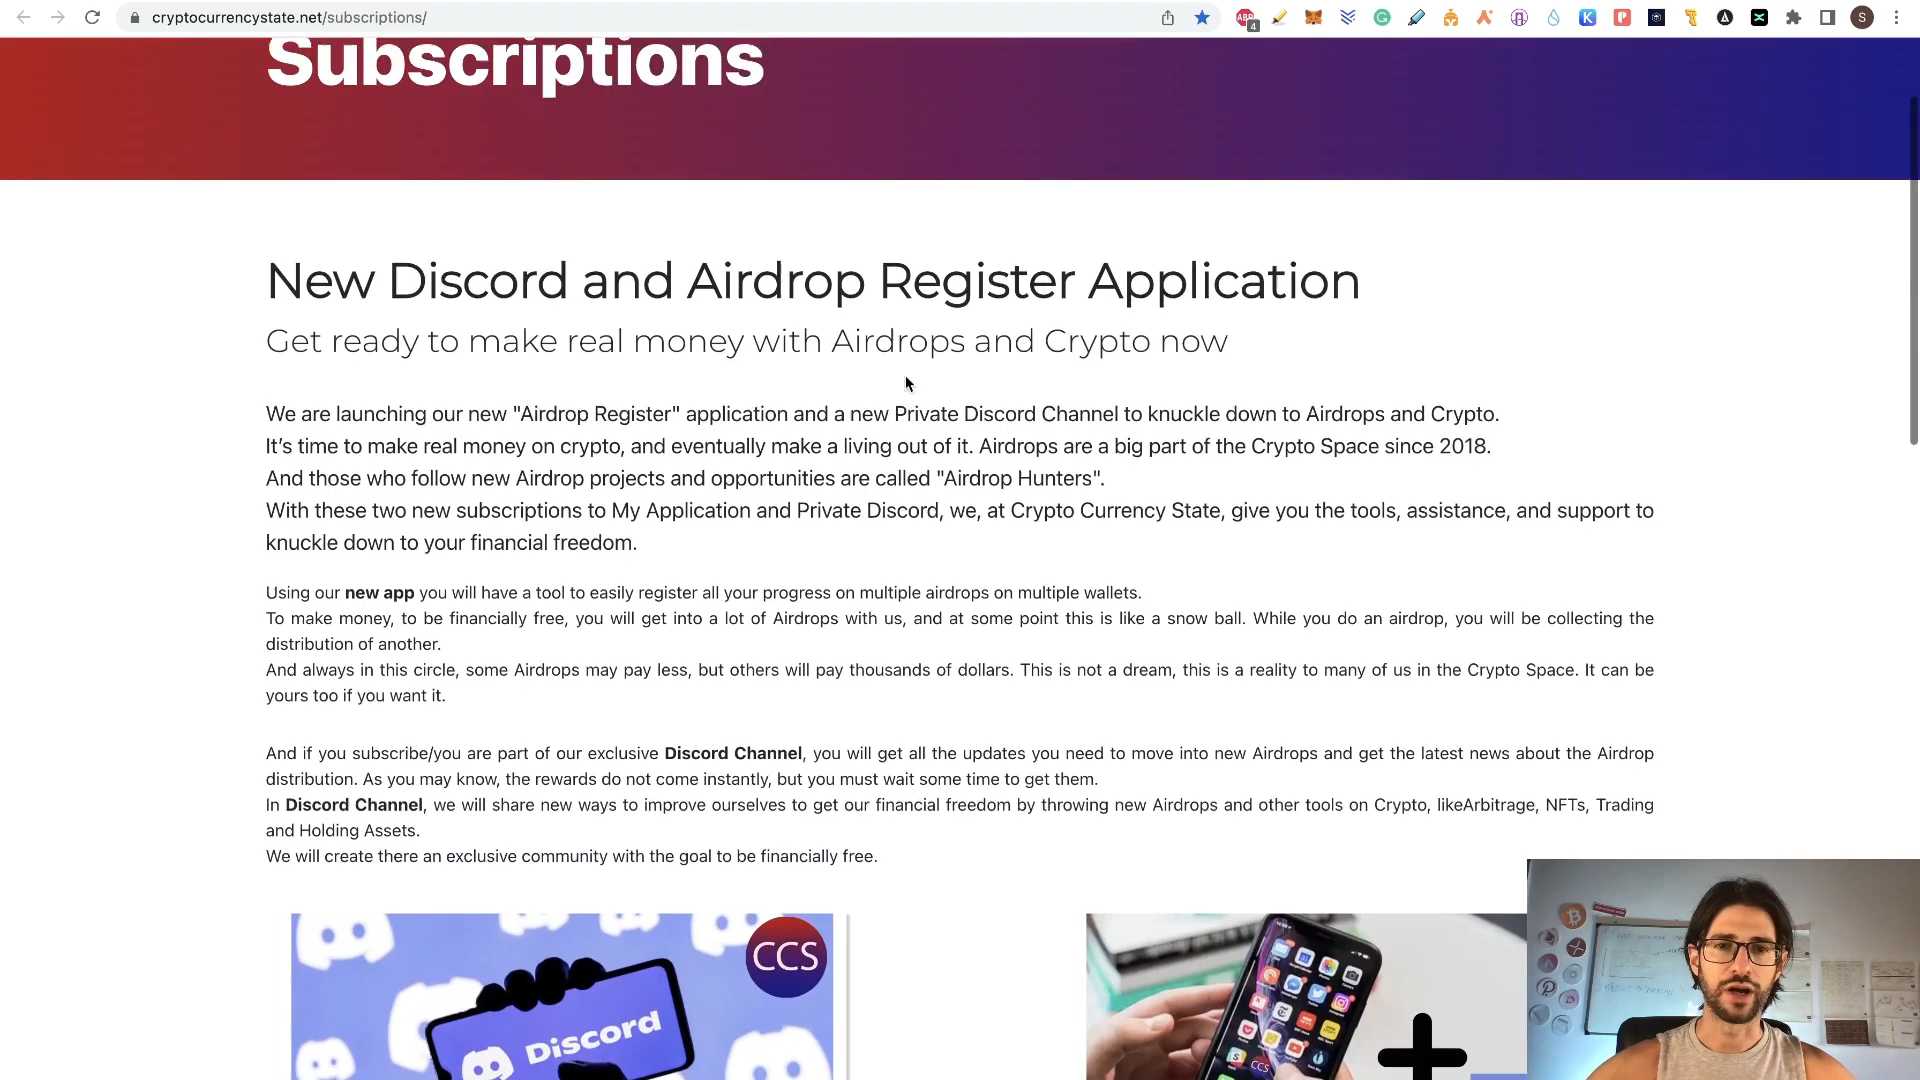 cryptocurrencystate.net/subscriptions/
ABP
4
S
Subscriptions
New Discord and Airdrop Register Application
Get ready to make real money with Airdrops and Crypto now
We are launching our new "Airdrop Register" application and a new Private Discord Channel to knuckle down to Airdrops and Crypto.
It's time to make real money on crypto, and eventually make a living out of it. Airdrops are a big part of the Crypto Space since 2018.
And those who follow new Airdrop projects and opportunities are called "Airdrop Hunters".
With these two new subscriptions to My Application and Private Discord, we, at Crypto Currency State, give you the tools, assistance, and support to
knuckle down to your financial freedom.
Using our new app you will have a tool to easily register all your progress on multiple airdrops on multiple wallets.
To make money, to be financially free, you will get into a lot of Airdrops with us, and at some point this is like a snow ball. While you do an airdrop, you will be collecting the
distribution of another.
And always in this circle, some Airdrops may pay less, but others will pay thousands of dollars. This is not a dream, this is a reality to many of us in the Crypto Space. It can be
yours too if you want it.
And if you subscribe/you are part of our exclusive Discord Channel, you will get all the updates you need to move into new Airdrops and get the latest news about the Airdrop
distribution. As you may know, the rewards do not come instantly, but you must wait some time to get them.
In Discord Channel, we will share new ways to improve ourselves to get our financial freedom by throwing new Airdrops and other tools on Crypto, likeArbitrage, NFTs, Trading
and Holding Assets.
We will create there an exclusive community with the goal to be financially free.
CCS
Discord
CCS